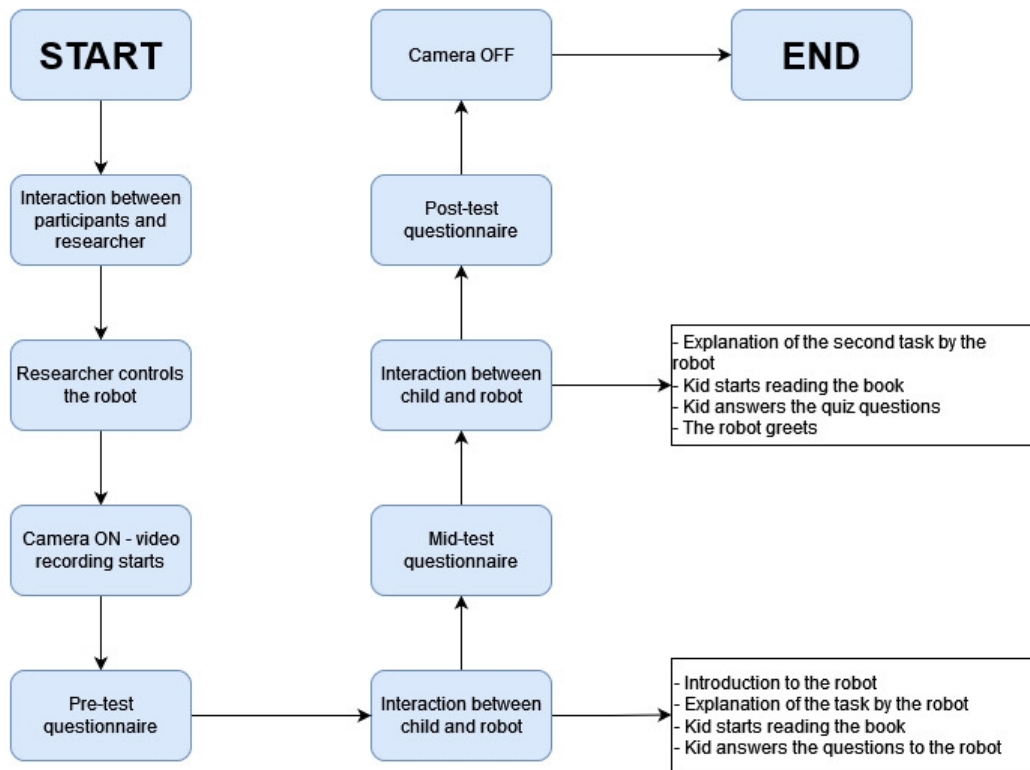 START
Interaction between
participants and
researcher
Researcher controls
the robot
Camera ON - video
recording starts
Pre-test
questionnaire
Interaction between
child and robot
- Introduction to the robot
- Explanation of the task by the robot
- Kid starts reading the book
- Kid answers the questions to the robot
Mid-test
questionnaire
Interaction between
child and robot
- Explanation of the second task by the
robot
- Kid starts reading the book
- Kid answers the quiz questions
- The robot greets
Post-test
questionnaire
Camera OFF
END